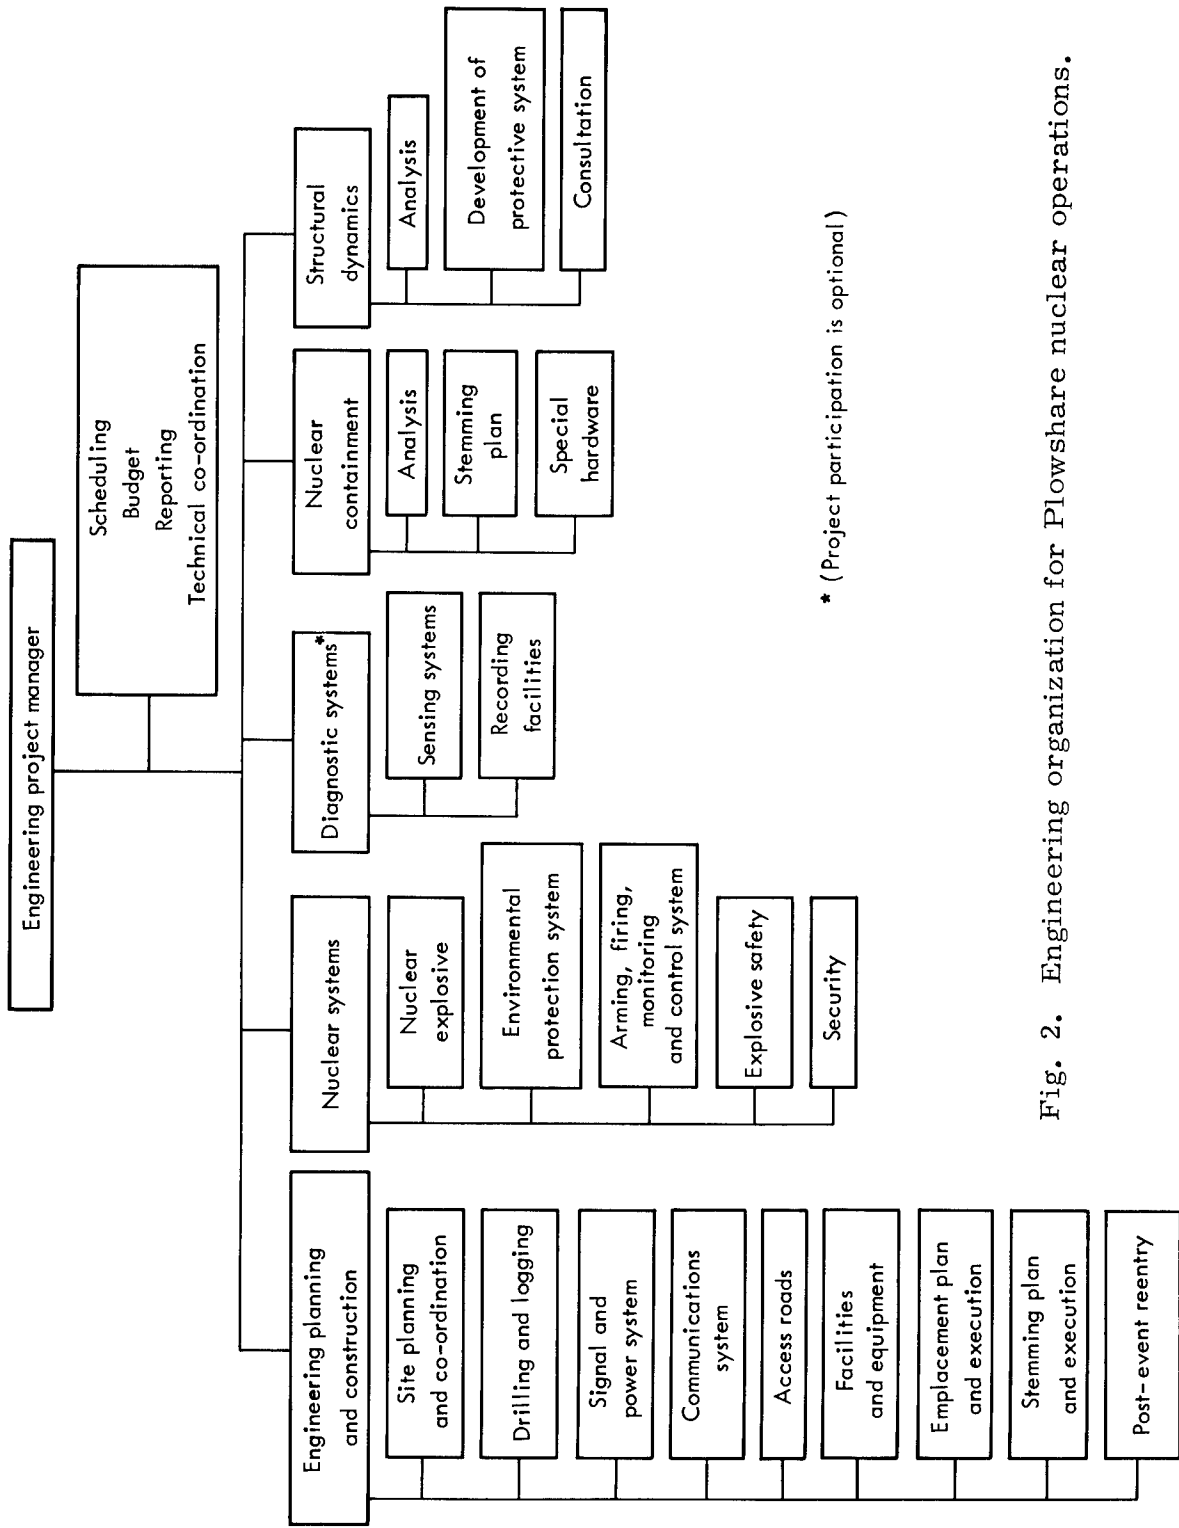 Engineering project manager
Scheduling
Budget
Reporting
Technical co-ordination
Engineering planning
and construction
Site planning
and co-ordination
Drilling and logging
Signal and
power system
Communications
system
Access roads
Facilities
and equipment
Emplacement plan
and execution
Stemming plan
and execution
Post-event reentry
Nuclear systems
Nuclear
explosive
Environmental
protection system
Arming, firing,
monitoring
and control system
Explosive safety
Security
Diagnostic systems*
Sensing systems
Recording
facilities
Nuclear
containment
Analysis
Stemming
plan
Special
hardware
Structural
dynamics
Analysis
Development of
protective system
Consultation
* (Project participation is optional)
Fig. 2. Engineering organization for Plowshare nuclear operations.